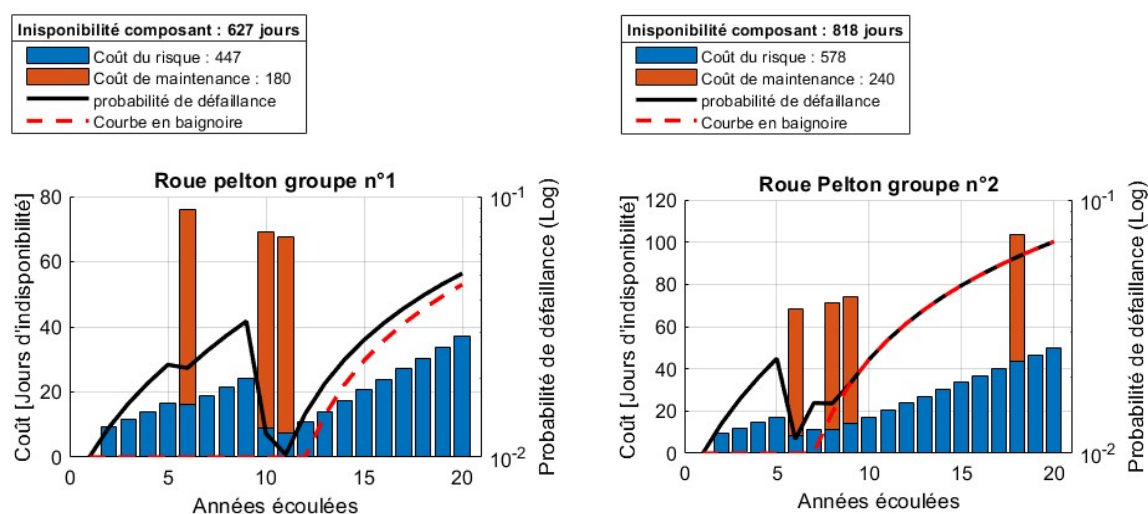 Inisponibilité composant : 627 jours
Coût du risque : 447
Coût de maintenance : 180
probabilité de défaillance
Courbe en baignoire
Roue pelton groupe n°1
Coût [Jours d'indisponibilité]
80
60
40
20
0
10-1
10-2
Probabilité de défaillance (Log)
0 5 10 15 20
Années écoulées
Inisponibilité composant : 818 jours
Coût du risque : 578
Coût de maintenance : 240
probabilité de défaillance
Courbe en baignoire
Roue Pelton groupe n°2
Coût [Jours d'indisponibilité]
120
100
80
60
40
20
0
10-1
10-2
Probabilité de défaillance (Log)
0 5 10 15 20
Années écoulées